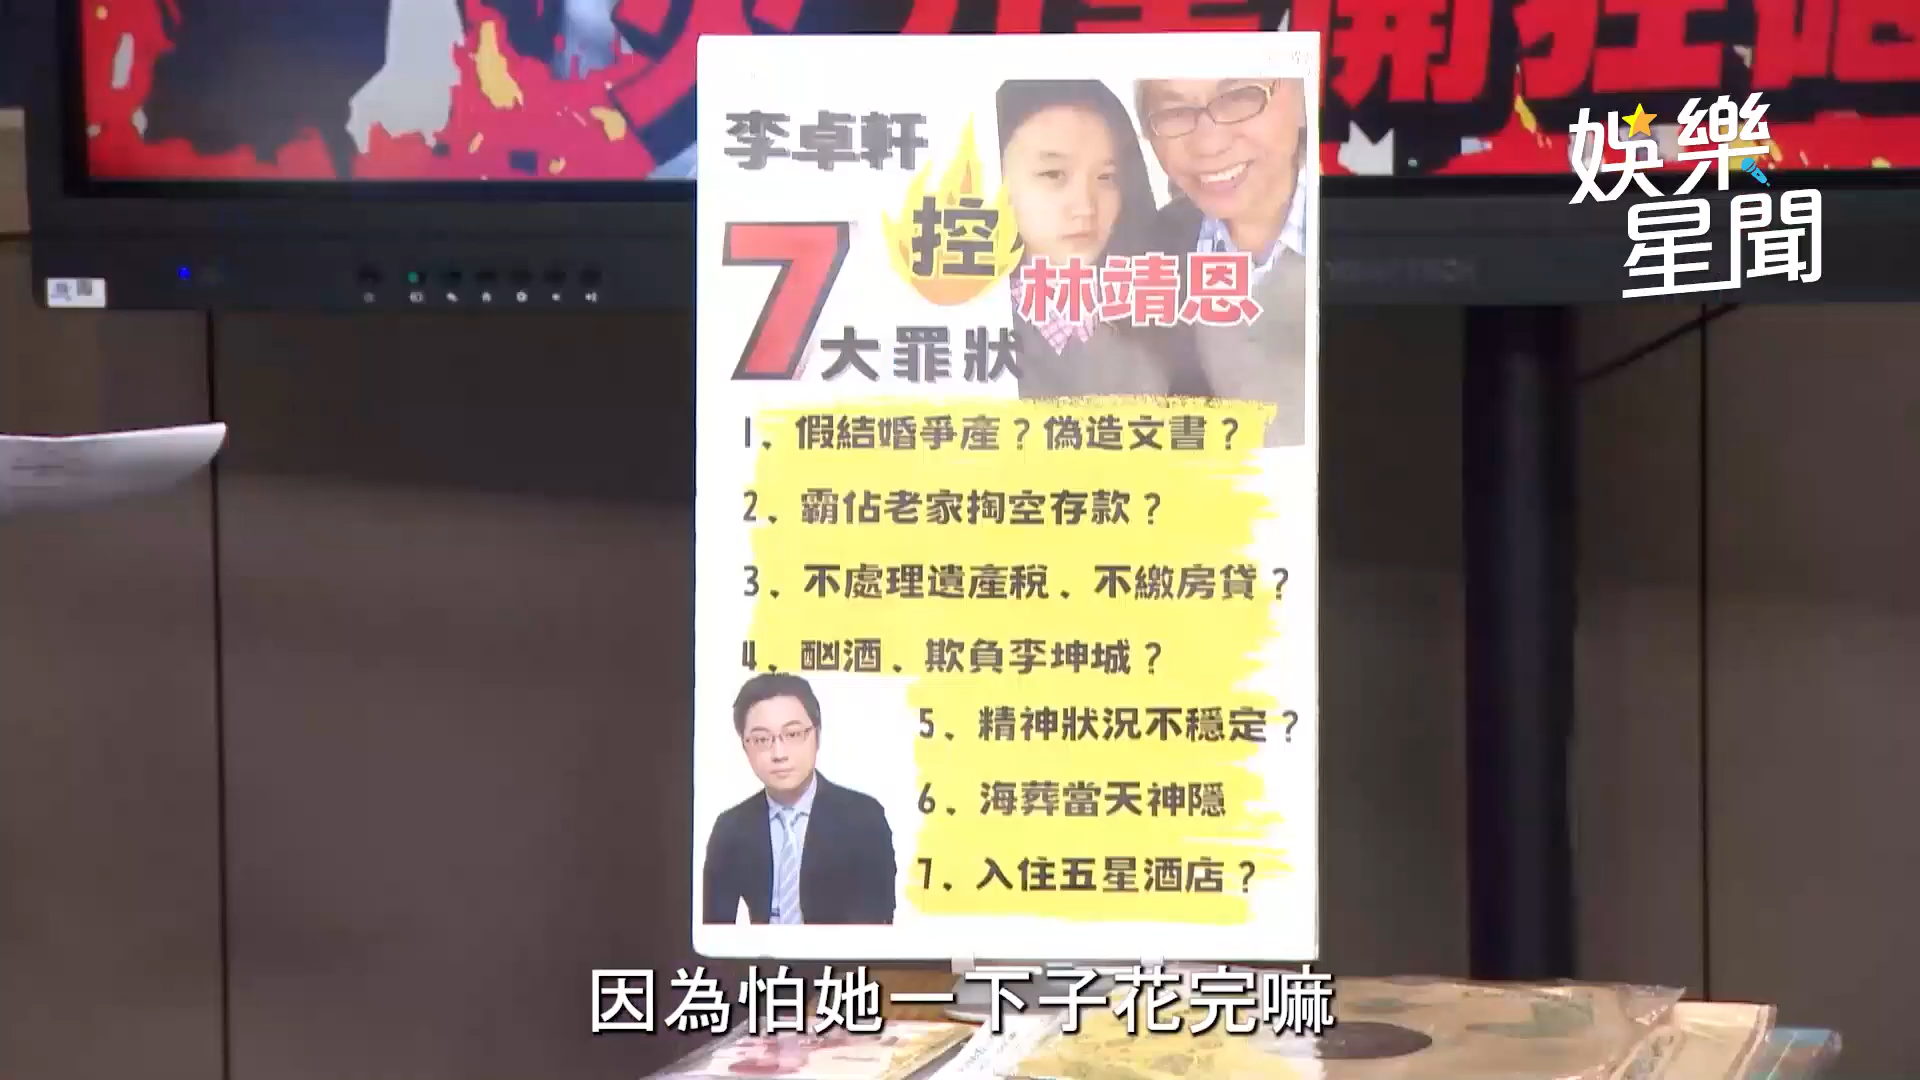 娛樂
星聞
李卓軒
控
林靖恩
7大罪狀
1、假結婚爭產？偽造文書？
2、霸佔老家掏空存款？
3、不處理遺產稅、不繳房貸？
4、酗酒、欺負李坤城？
5、精神狀況不穩定？
6、海葬當天神隱
7、入住五星酒店？
因為怕她一下子花完嘛